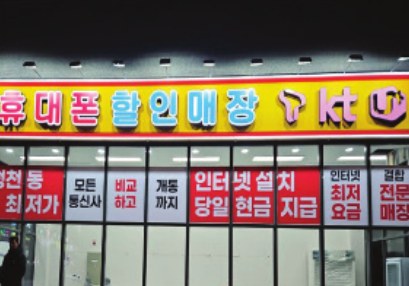 휴대폰 할인매장 T kt U+
청천동 최저가
모든 통신사
비교 하고
개통 까지
인터넷 설치 당일 현금 지급
인터넷 최저 요금
결합 전문 매장